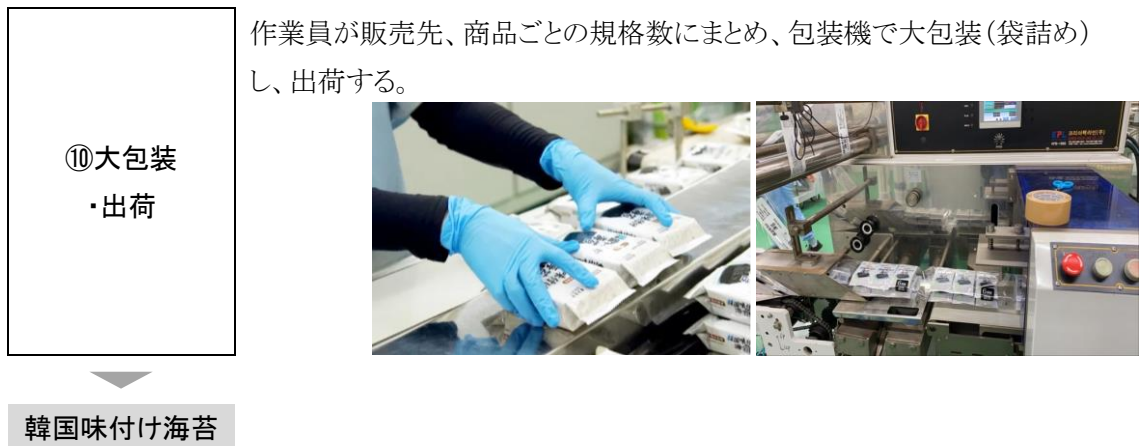 作業員が販売先、商品ごとの規格数にまとめ、包装機で大包装（袋詰め）
し、出荷する。
⑩大包装
・出荷
韓国味付け海苔